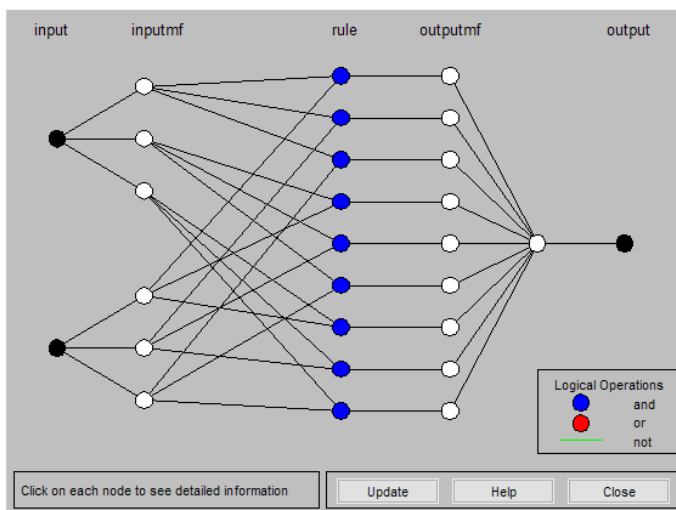 input inputmf rule outputmf output
Logical Operations
and
or
not
Click on each node to see detailed information
Update Help Close